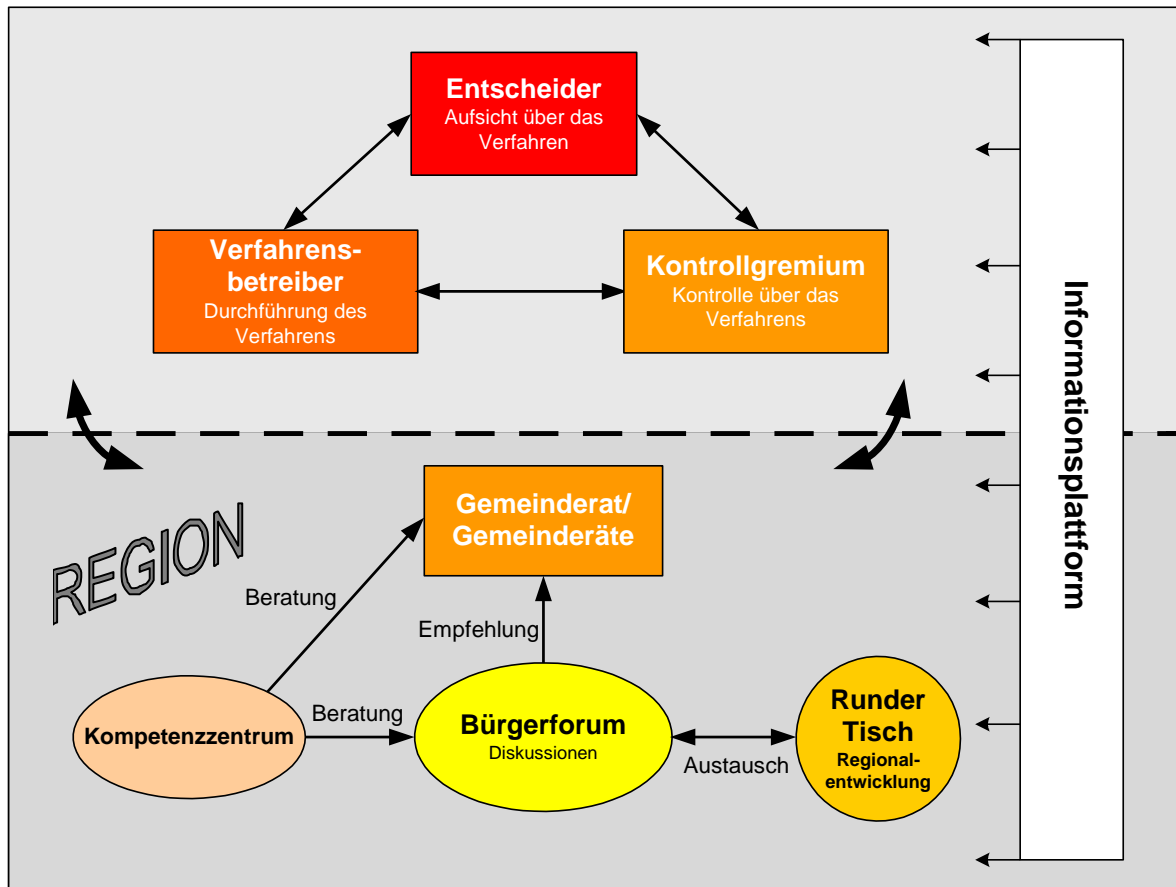 Entscheider
Aufsicht über das
Verfahren
Verfahrens-
betreiber
Durchführung des
Verfahrens
Kontrollgremium
Kontrolle über das
Verfahrens
Informationsplattform
REGION
Gemeinderat/
Gemeinderäte
Beratung
Empfehlung
Kompetenzzentrum
Beratung
Bürgerforum
Diskussionen
Austausch
Runder
Tisch
Regional-
entwicklung